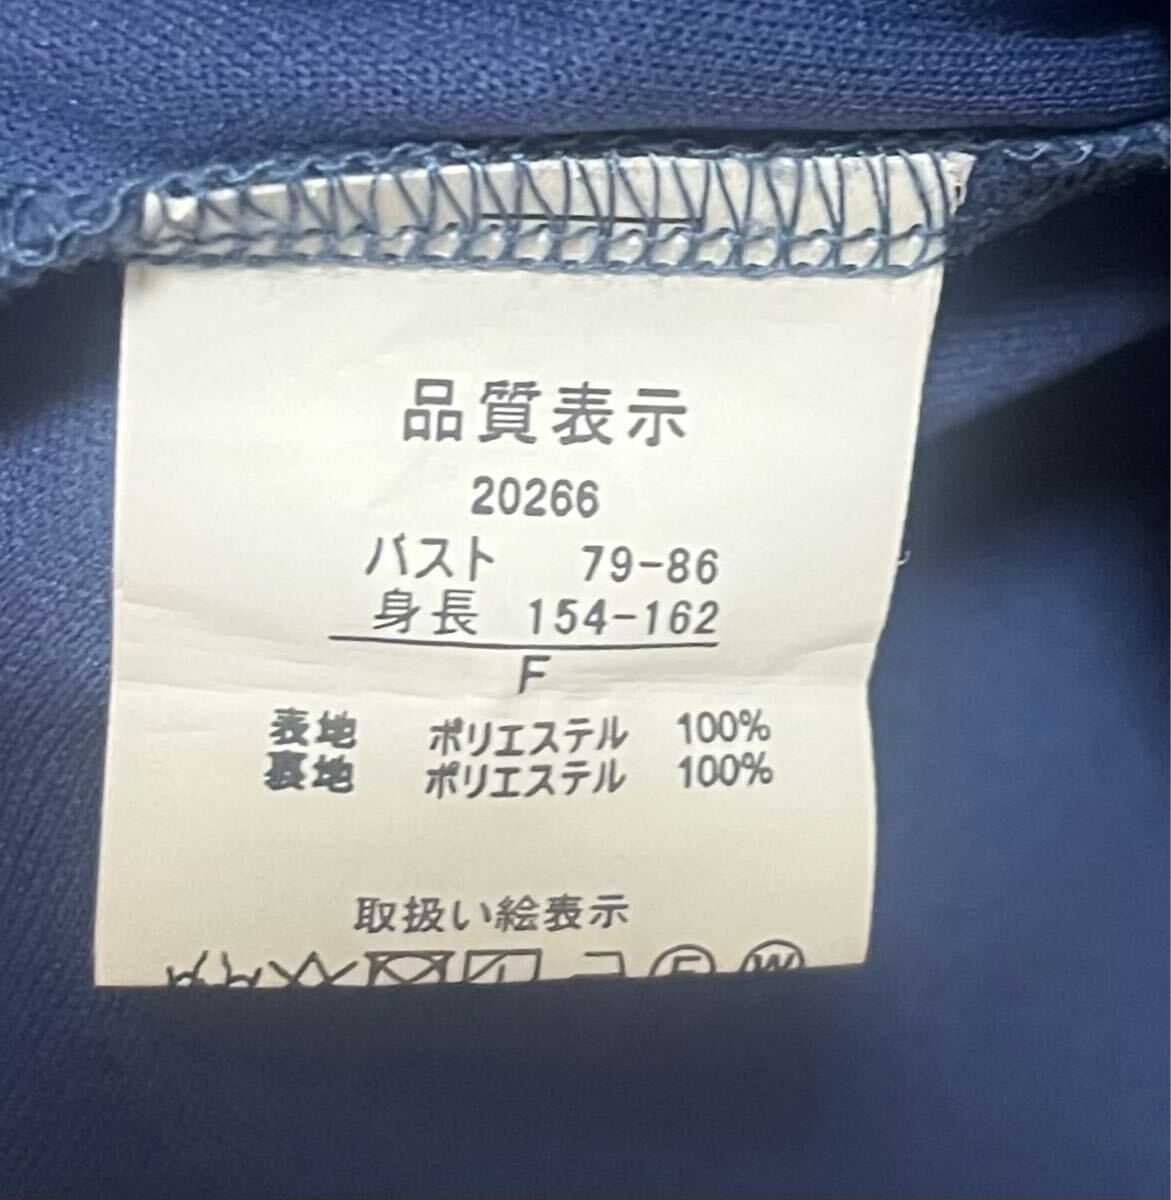 品質表示
20266
バスト 79-86
身長 154-162
F
表地 ポリエステル 100%
裏地 ポリエステル 100%
取扱い絵表示